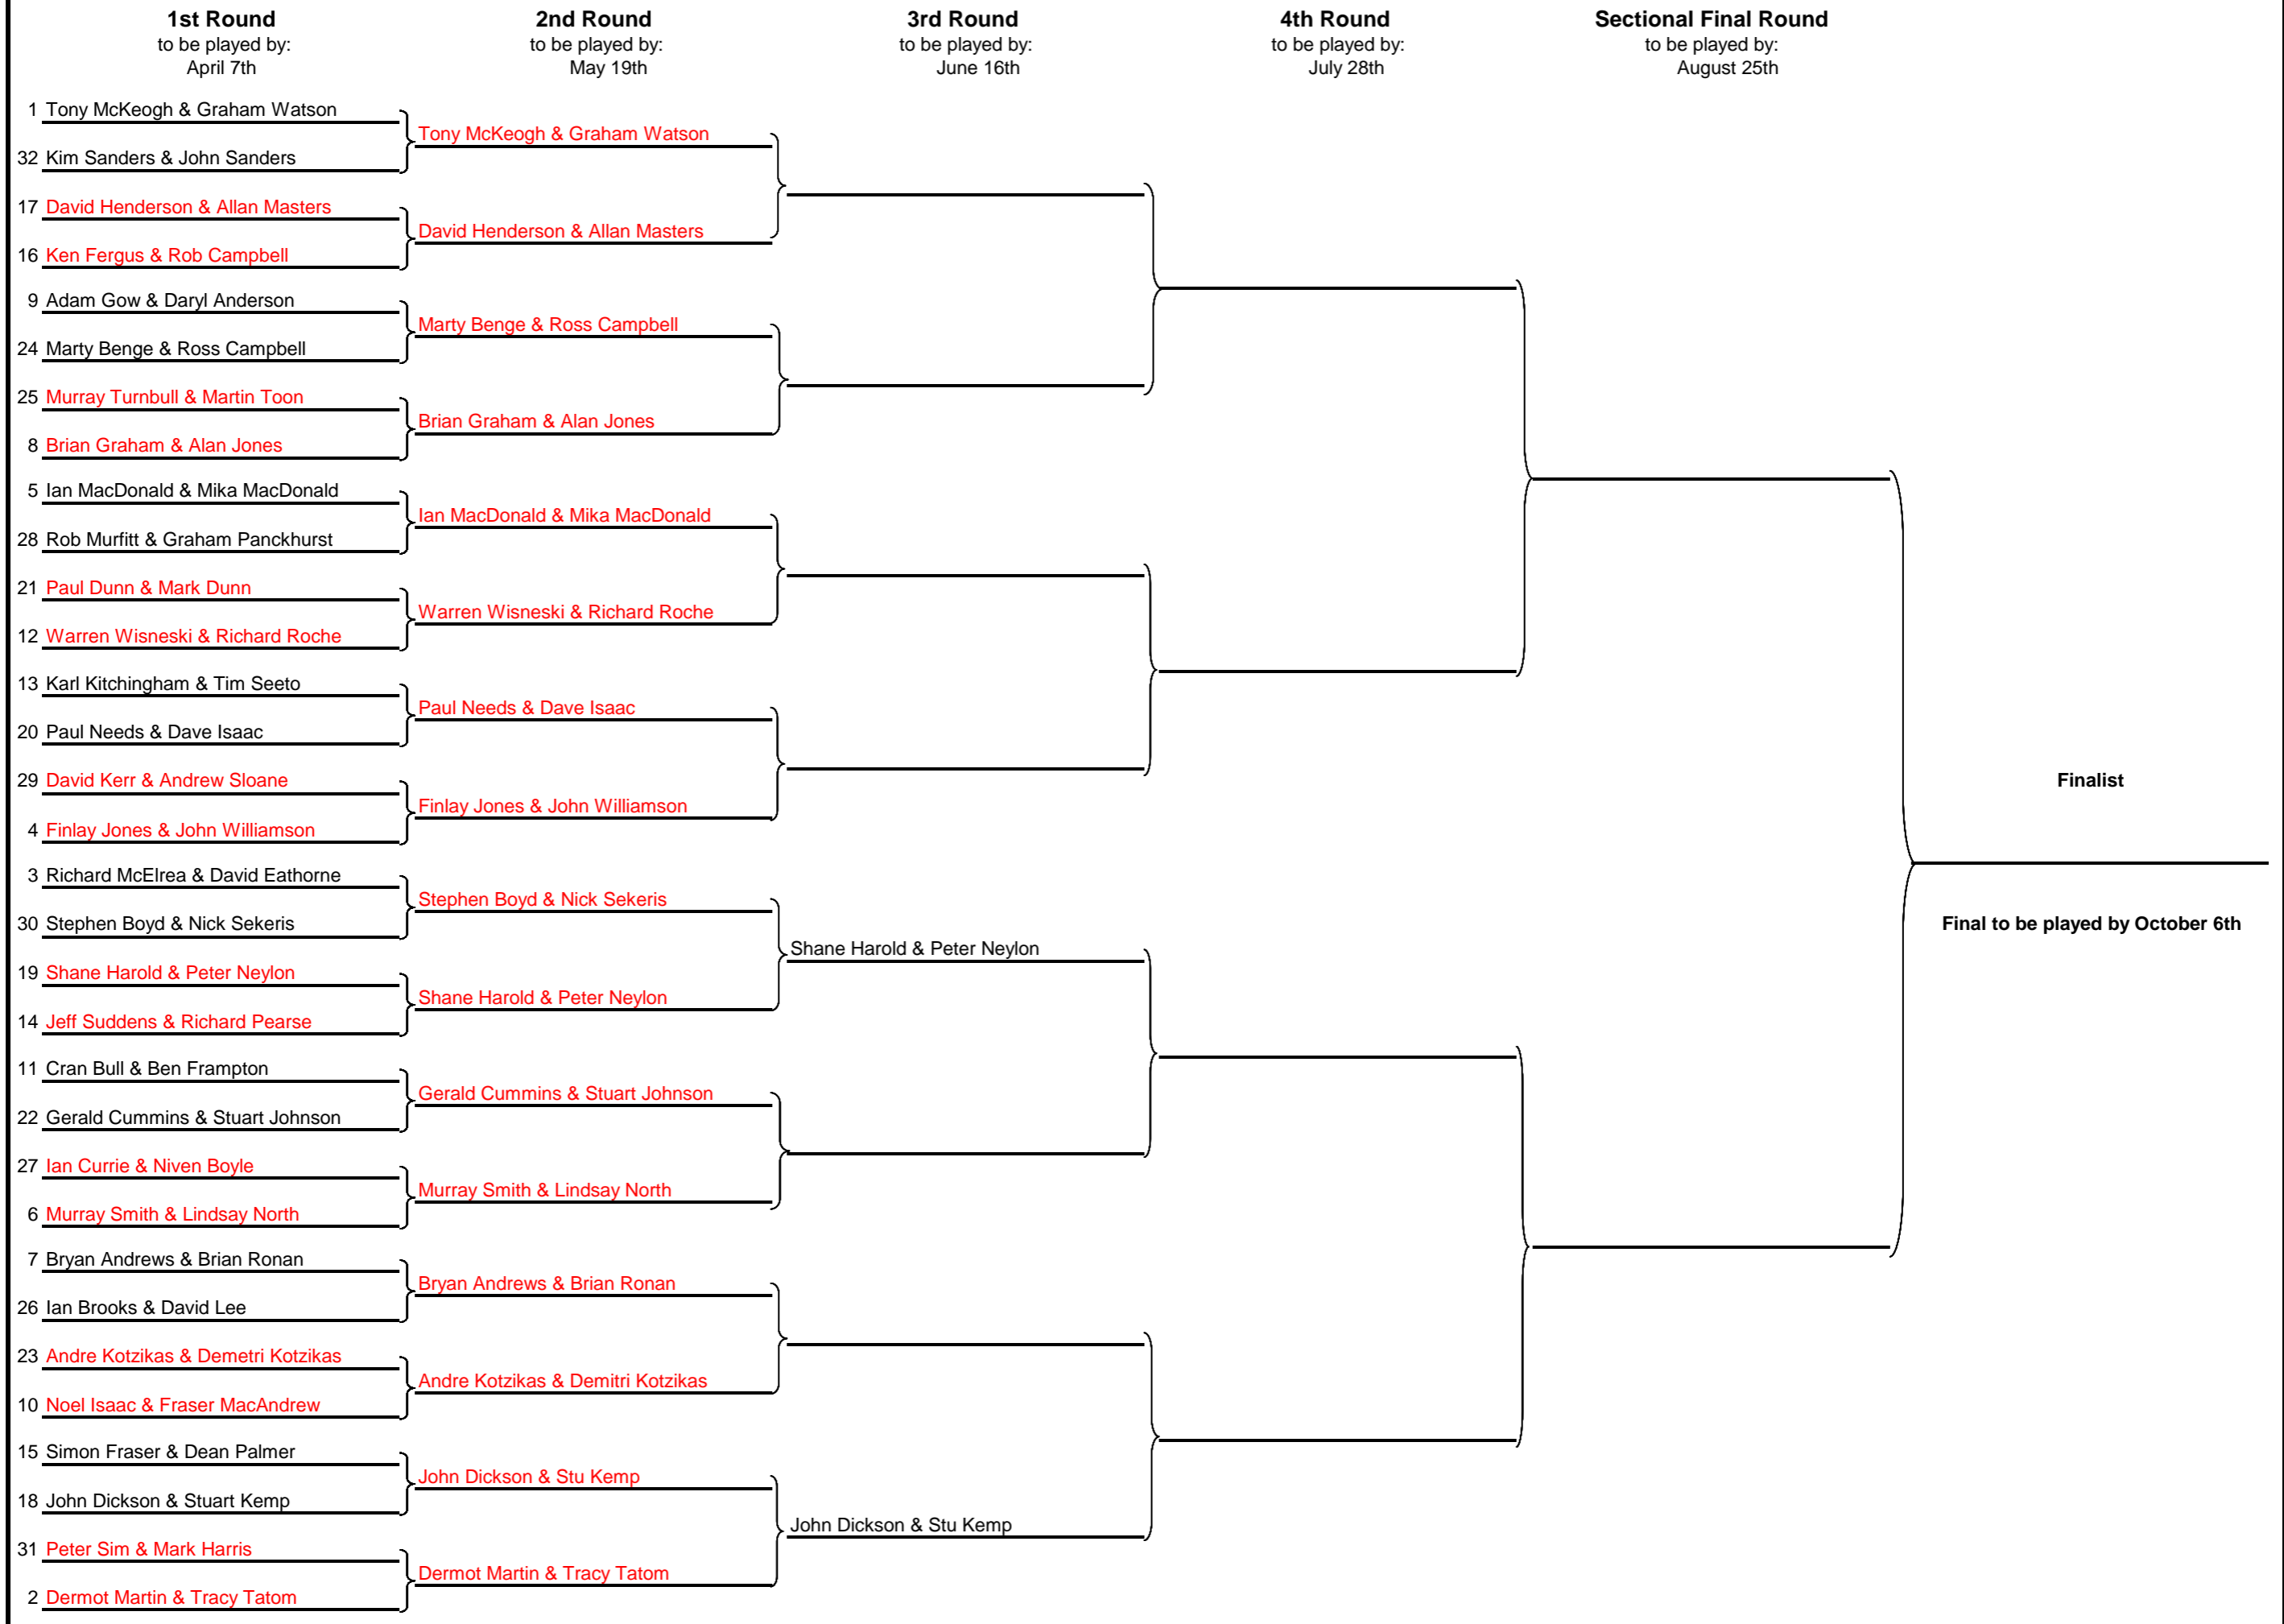 1st Round
to be played by:
April 7th
2nd Round
to be played by:
May 19th
3rd Round
to be played by:
June 16th
4th Round
to be played by:
July 28th
Sectional Final Round
to be played by:
August 25th
1 Tony McKeogh & Graham Watson
32 Kim Sanders & John Sanders
17 David Henderson & Allan Masters
16 Ken Fergus & Rob Campbell
9 Adam Gow & Daryl Anderson
24 Marty Benge & Ross Campbell
25 Murray Turnbull & Martin Toon
8 Brian Graham & Alan Jones
5 Ian MacDonald & Mika MacDonald
28 Rob Murfitt & Graham Panckhurst
21 Paul Dunn & Mark Dunn
12 Warren Wisneski & Richard Roche
13 Karl Kitchingham & Tim Seeto
20 Paul Needs & Dave Isaac
29 David Kerr & Andrew Sloane
4 Finlay Jones & John Williamson
3 Richard McElrea & David Eathorne
30 Stephen Boyd & Nick Sekeris
19 Shane Harold & Peter Neylon
14 Jeff Suddens & Richard Pearse
11 Cran Bull & Ben Frampton
22 Gerald Cummins & Stuart Johnson
27 Ian Currie & Niven Boyle
6 Murray Smith & Lindsay North
7 Bryan Andrews & Brian Ronan
26 Ian Brooks & David Lee
23 Andre Kotzikas & Demetri Kotzikas
10 Noel Isaac & Fraser MacAndrew
15 Simon Fraser & Dean Palmer
18 John Dickson & Stuart Kemp
31 Peter Sim & Mark Harris
2 Dermot Martin & Tracy Tatom
Tony McKeogh & Graham Watson
David Henderson & Allan Masters
Marty Benge & Ross Campbell
Brian Graham & Alan Jones
Ian MacDonald & Mika MacDonald
Warren Wisneski & Richard Roche
Paul Needs & Dave Isaac
Finlay Jones & John Williamson
Stephen Boyd & Nick Sekeris
Shane Harold & Peter Neylon
Gerald Cummins & Stuart Johnson
Murray Smith & Lindsay North
Bryan Andrews & Brian Ronan
Andre Kotzikas & Demitri Kotzikas
John Dickson & Stu Kemp
Dermot Martin & Tracy Tatom
Shane Harold & Peter Neylon
John Dickson & Stu Kemp
Finalist
Final to be played by October 6th